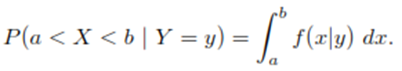 P(a < X < b | Y = y) = ∫_a^b f(x|y) dx.